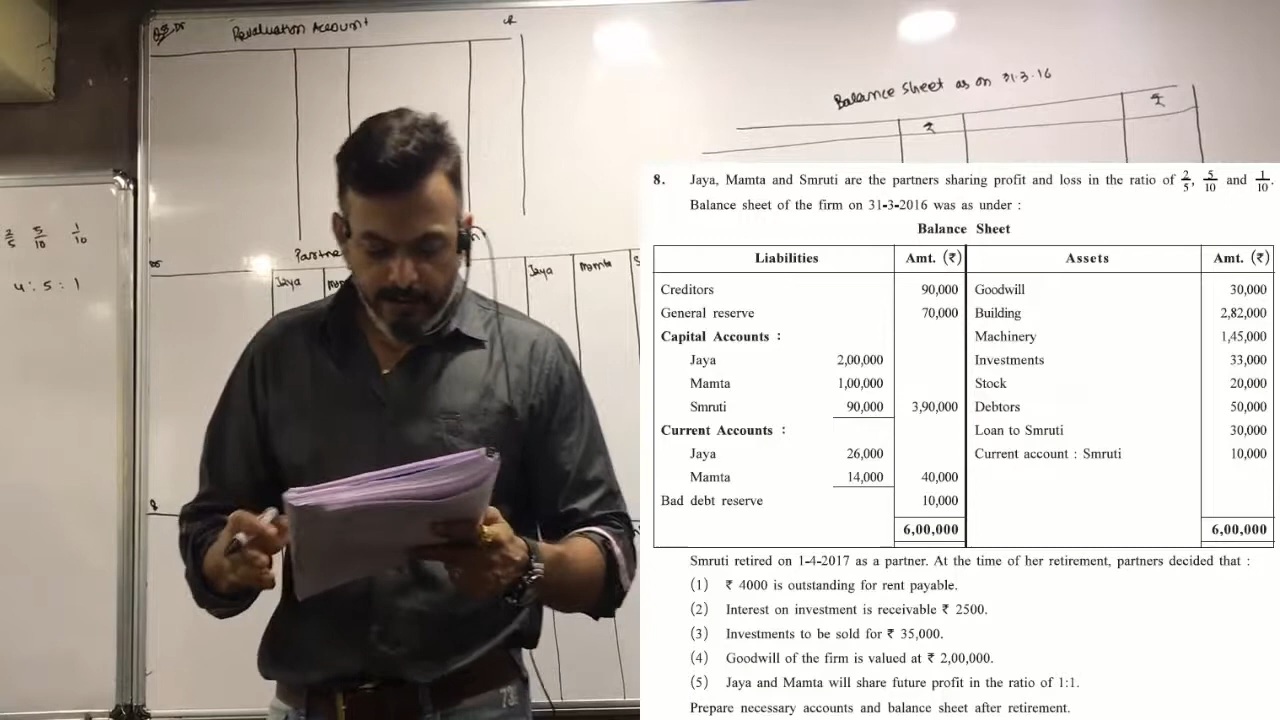 Q8. Dr Revaluation Account Cr
Balance Sheet as on 31.3.16
₹ ₹
2/5 5/10 1/10
4 : 5 : 1
Dr Partne
Jaya Mam Jaya Mamta S
8. Jaya, Mamta and Smruti are the partners sharing profit and loss in the ratio of 2/5, 5/10 and 1/10.
Balance sheet of the firm on 31-3-2016 was as under :
Balance Sheet
Liabilities Amt. (₹) Assets Amt. (₹)
Creditors 90,000 Goodwill 30,000
General reserve 70,000 Building 2,82,000
Capital Accounts : Machinery 1,45,000
Jaya 2,00,000 Investments 33,000
Mamta 1,00,000 Stock 20,000
Smruti 90,000 3,90,000 Debtors 50,000
Current Accounts : Loan to Smruti 30,000
Jaya 26,000 Current account : Smruti 10,000
Mamta 14,000 40,000
Bad debt reserve 10,000
6,00,000 6,00,000
Smruti retired on 1-4-2017 as a partner. At the time of her retirement, partners decided that :
(1) ₹ 4000 is outstanding for rent payable.
(2) Interest on investment is receivable ₹ 2500.
(3) Investments to be sold for ₹ 35,000.
(4) Goodwill of the firm is valued at ₹ 2,00,000.
(5) Jaya and Mamta will share future profit in the ratio of 1:1.
Prepare necessary accounts and balance sheet after retirement.